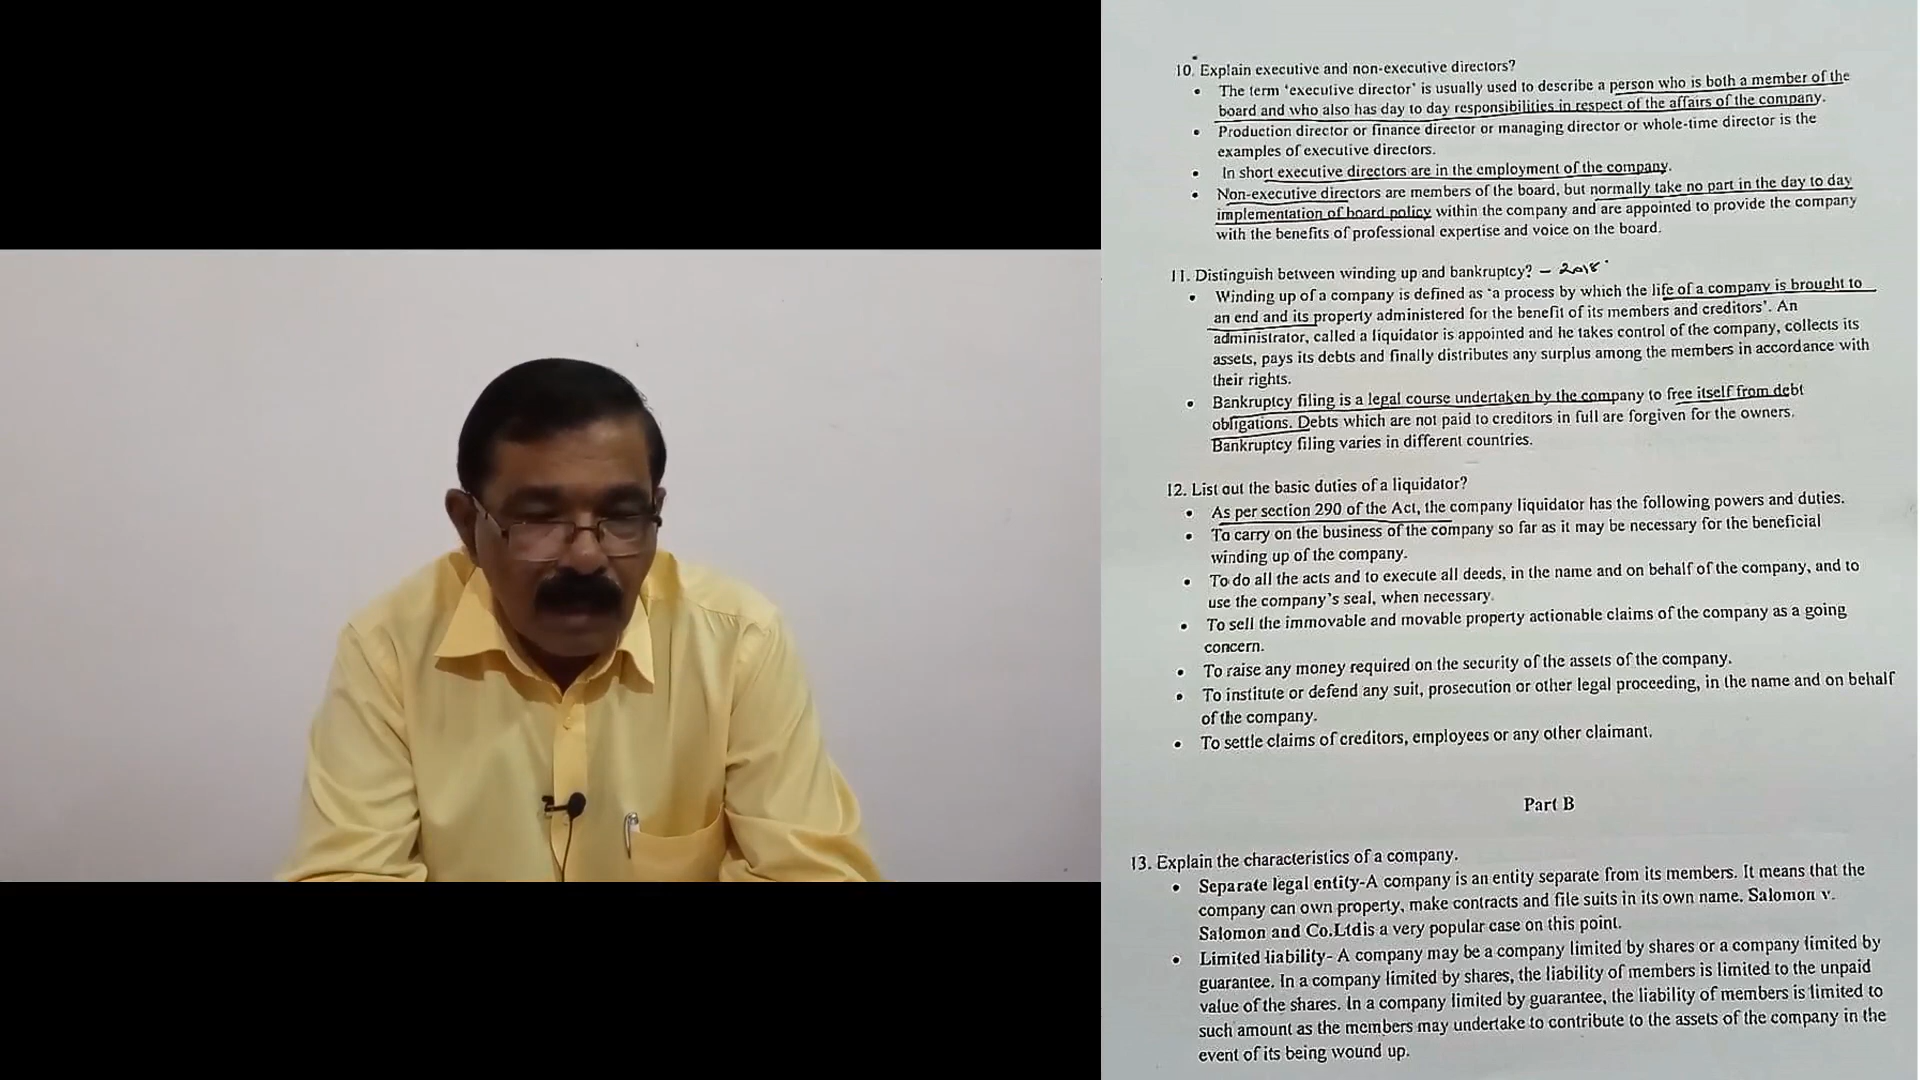 10. Explain executive and non-executive directors?
• The term ‘executive director’ is usually used to describe a person who is both a member of the
board and who also has day to day responsibilities in respect of the affairs of the company.
• Production director or finance director or managing director or whole-time director is the
examples of executive directors.
• In short executive directors are in the employment of the company.
• Non-executive directors are members of the board, but normally take no part in the day to day
implementation of board policy within the company and are appointed to provide the company
with the benefits of professional expertise and voice on the board.
11. Distinguish between winding up and bankruptcy? – 2018
• Winding up of a company is defined as ‘a process by which the life of a company is brought to
an end and its property administered for the benefit of its members and creditors’. An
administrator, called a liquidator is appointed and he takes control of the company, collects its
assets, pays its debts and finally distributes any surplus among the members in accordance with
their rights.
• Bankruptcy filing is a legal course undertaken by the company to free itself from debt
obligations. Debts which are not paid to creditors in full are forgiven for the owners.
Bankruptcy filing varies in different countries.
12. List out the basic duties of a liquidator?
• As per section 290 of the Act, the company liquidator has the following powers and duties.
• To carry on the business of the company so far as it may be necessary for the beneficial
winding up of the company.
• To do all the acts and to execute all deeds, in the name and on behalf of the company, and to
use the company’s seal, when necessary.
• To sell the immovable and movable property actionable claims of the company as a going
concern.
• To raise any money required on the security of the assets of the company.
• To institute or defend any suit, prosecution or other legal proceeding, in the name and on behalf
of the company.
• To settle claims of creditors, employees or any other claimant.
Part B
13. Explain the characteristics of a company.
• Separate legal entity-A company is an entity separate from its members. It means that the
company can own property, make contracts and file suits in its own name. Salomon v.
Salomon and Co.Ltdis a very popular case on this point.
• Limited liability- A company may be a company limited by shares or a company limited by
guarantee. In a company limited by shares, the liability of members is limited to the unpaid
value of the shares. In a company limited by guarantee, the liability of members is limited to
such amount as the members may undertake to contribute to the assets of the company in the
event of its being wound up.